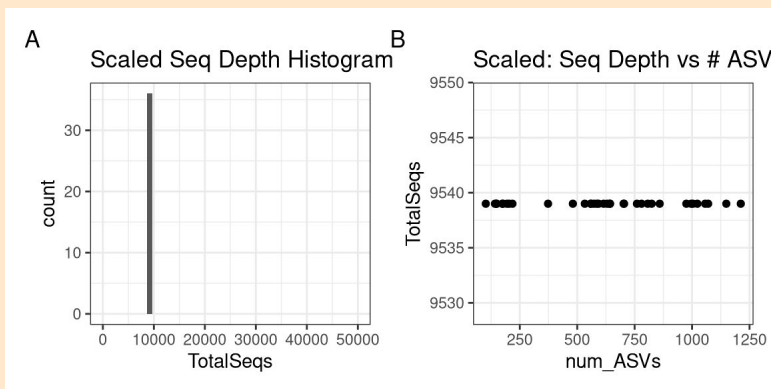 A
Scaled Seq Depth Histogram
30
20
10
0
count
0 10000 20000 30000 40000 50000
TotalSeqs
B
Scaled: Seq Depth vs # ASV
9550
9545
9540
9535
9530
TotalSeqs
250 500 750 1000 1250
num_ASVs